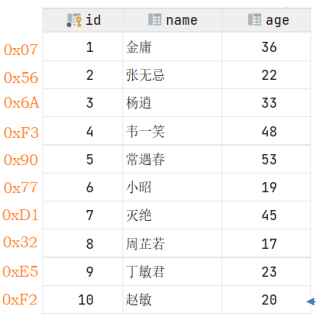 id name age
0x07 1 金庸 36
0x56 2 张无忌 22
0x6A 3 杨逍 33
0xF3 4 韦一笑 48
0x90 5 常遇春 53
0x77 6 小昭 19
0xD1 7 灭绝 45
0x32 8 周芷若 17
0xE5 9 丁敏君 23
0xF2 10 赵敏 20